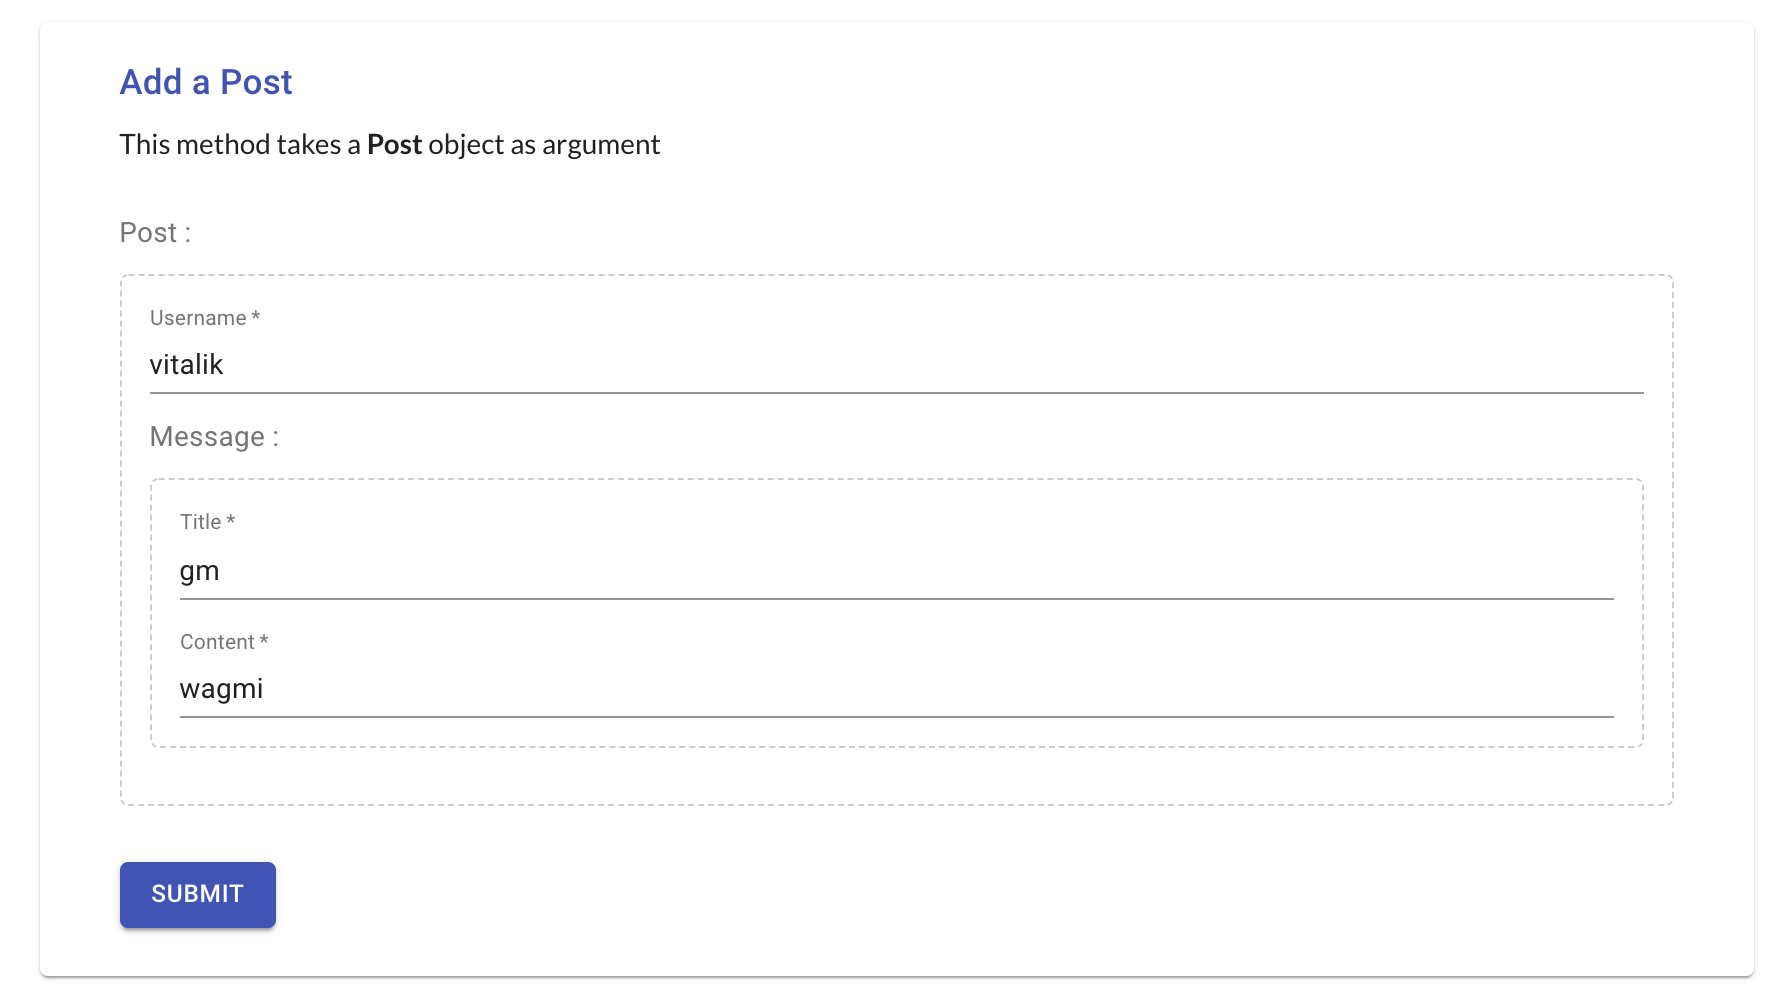 Add a Post
This method takes a Post object as argument
Post :
Username *
vitalik
Message :
Title *
gm
Content *
wagmi
SUBMIT